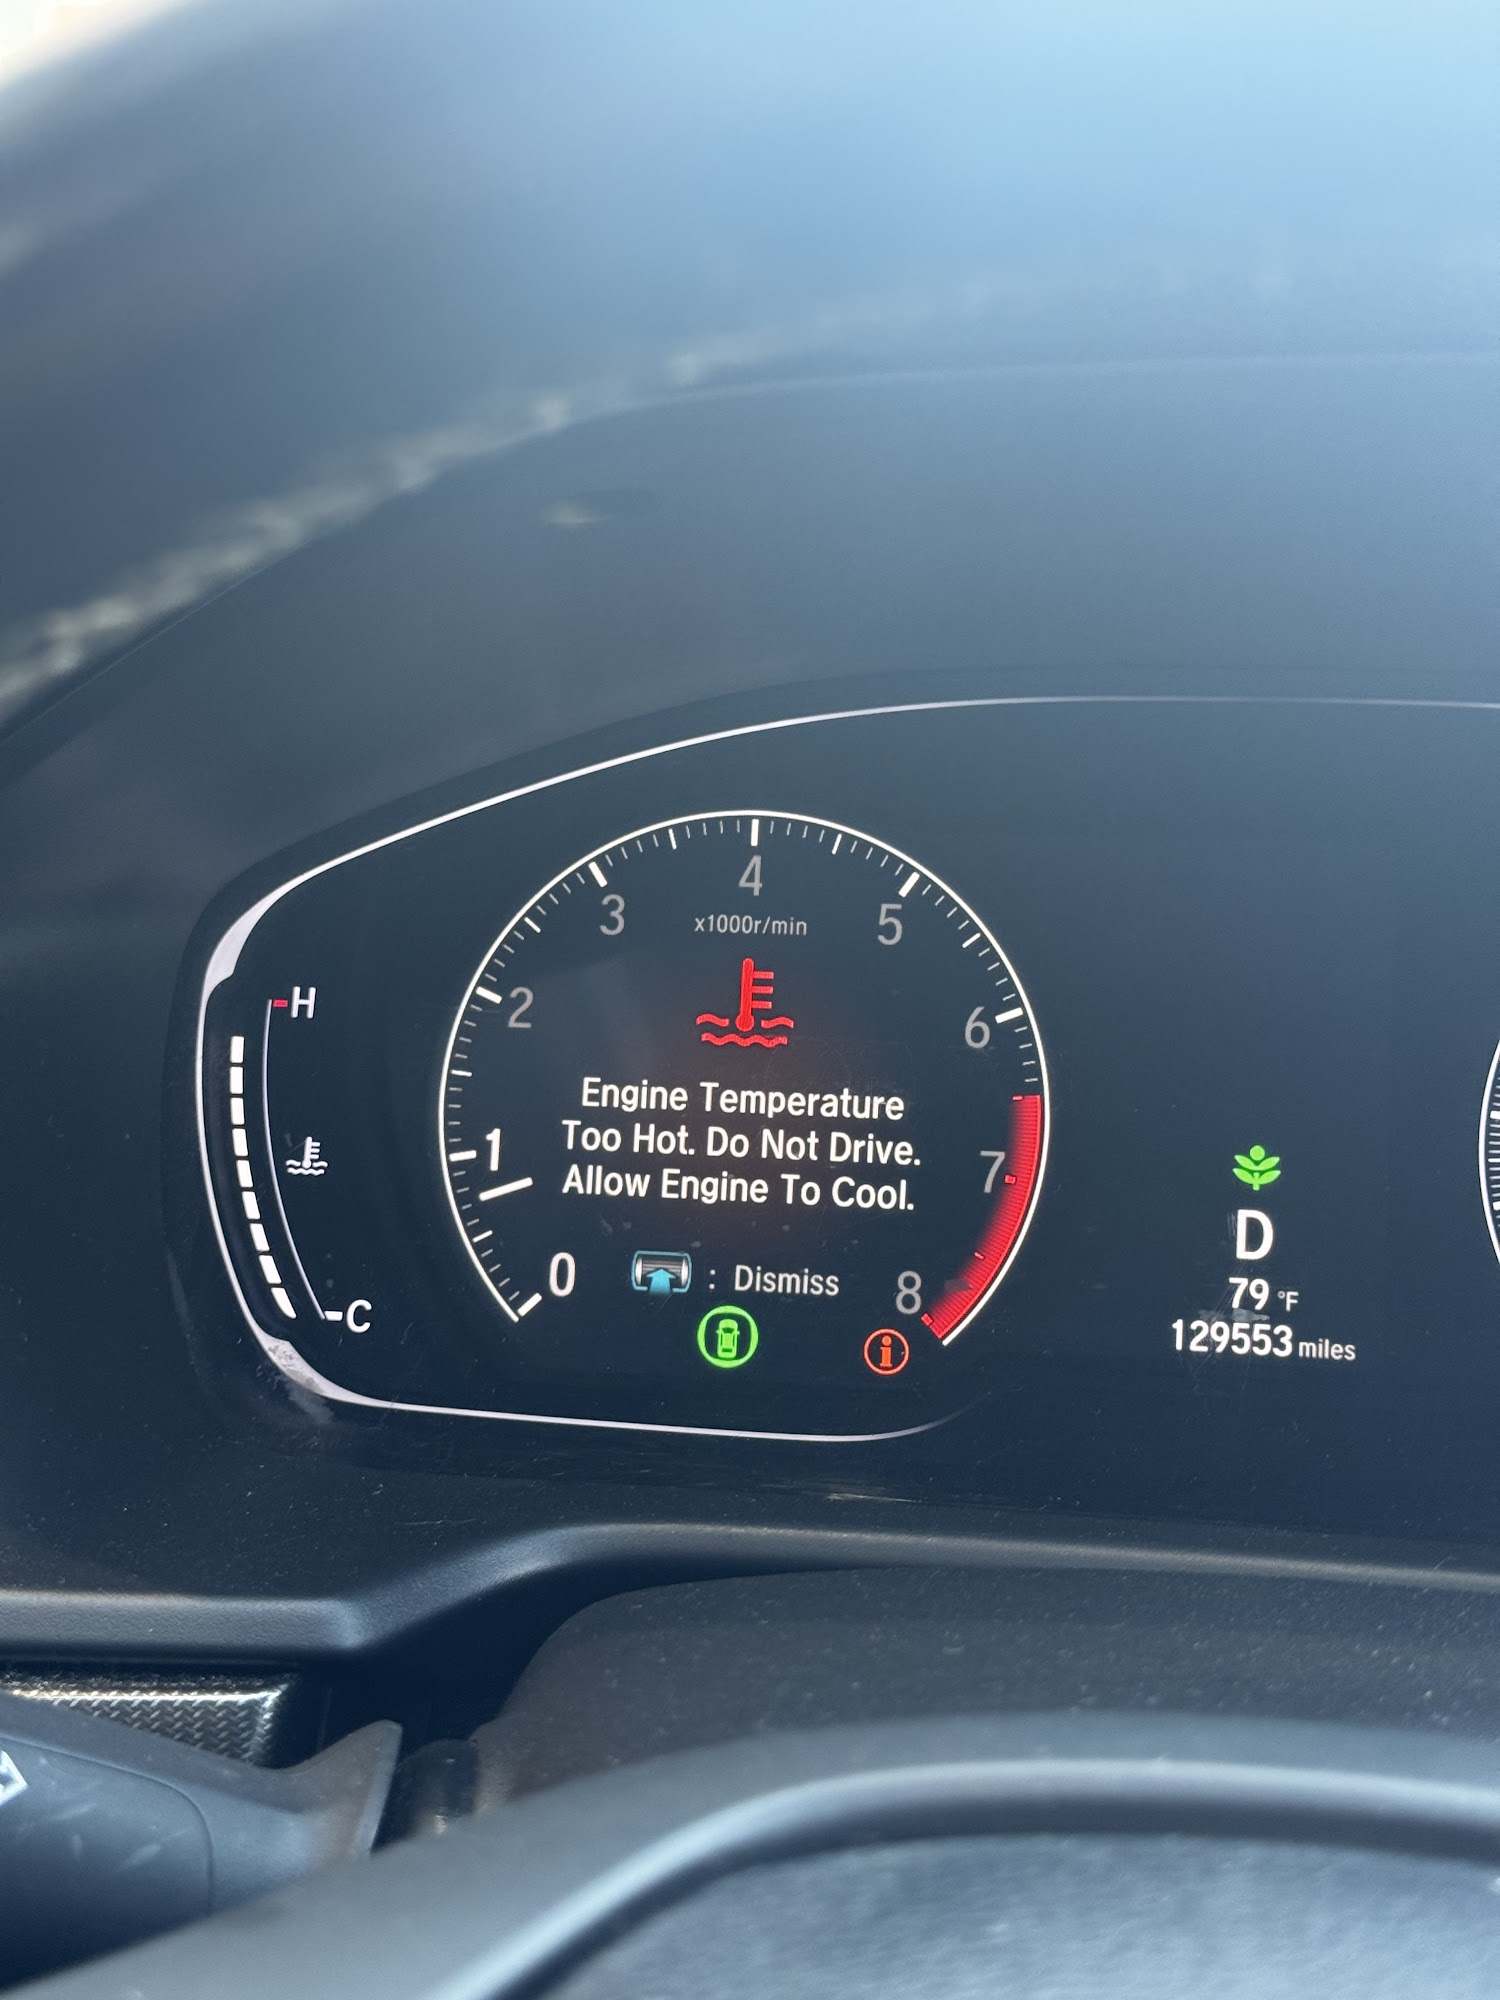 4
3
5
x1000r/min
2
6
H
Engine Temperature
Too Hot. Do Not Drive.
Allow Engine To Cool.
1
7
0
: Dismiss
8
C
D
79 °F
129553 miles